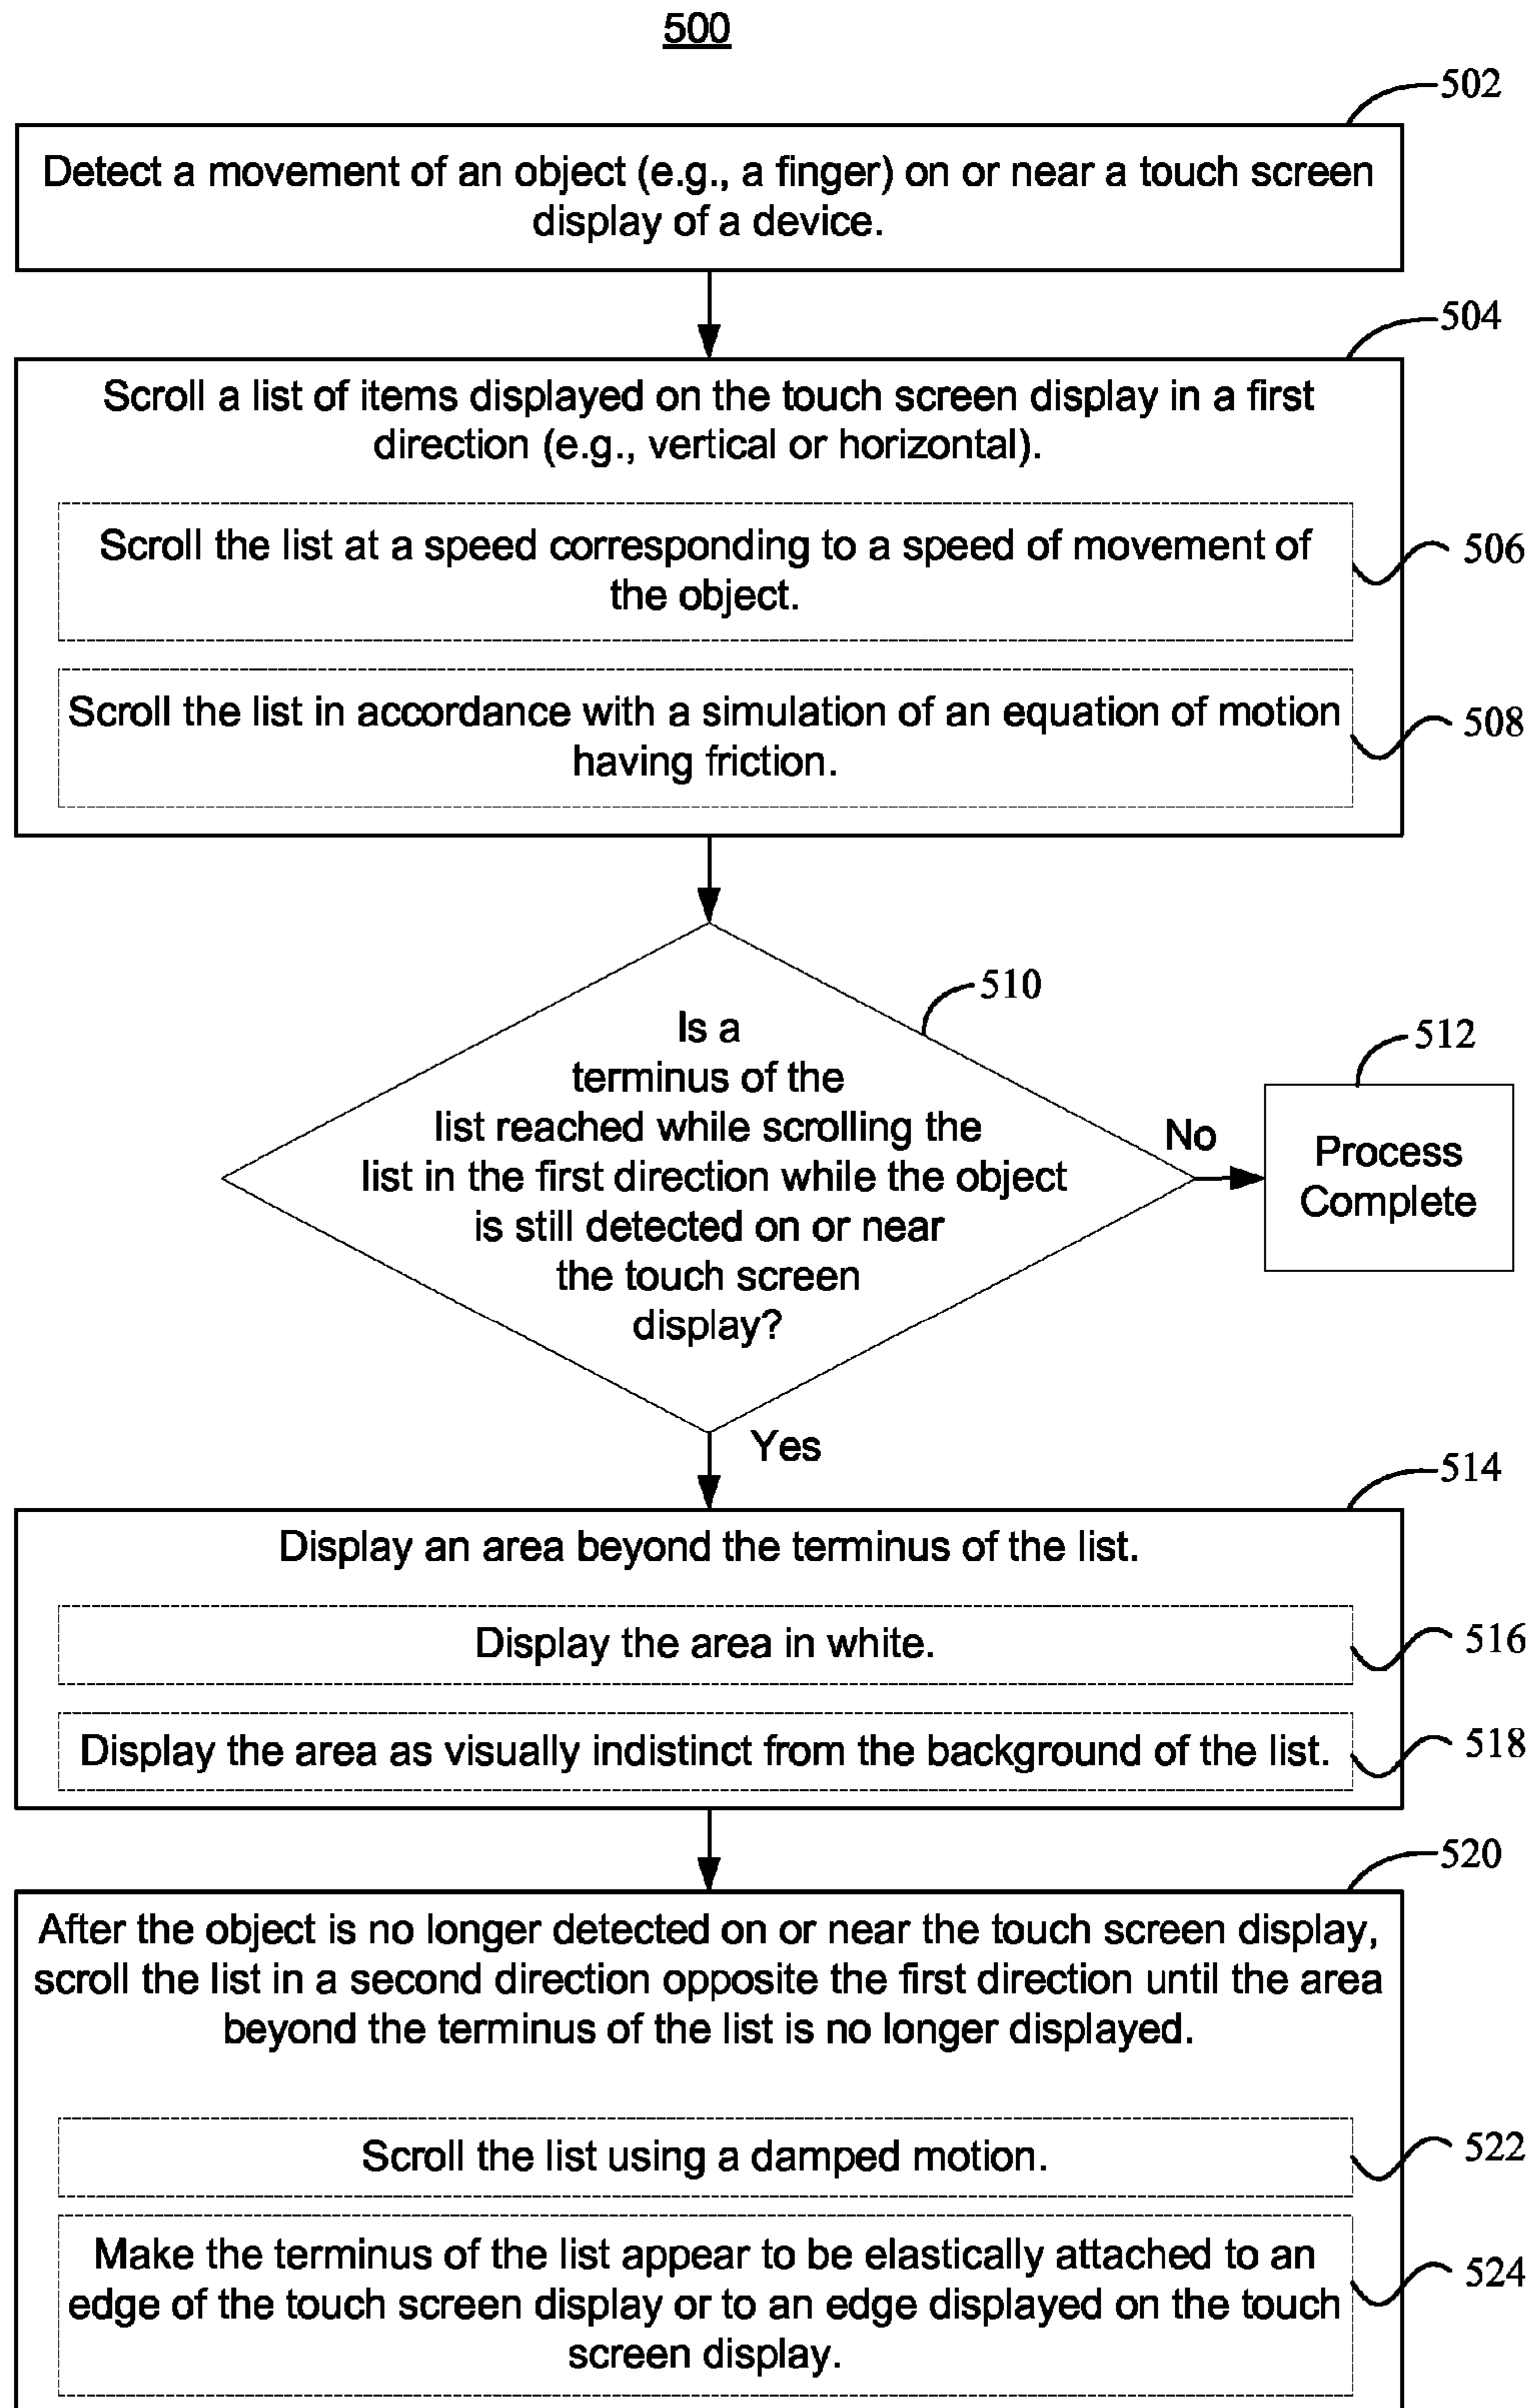 500
502
Detect a movement of an object (e.g., a finger) on or near a touch screen
display of a device.
504
Scroll a list of items displayed on the touch screen display in a first
direction (e.g., vertical or horizontal).
Scroll the list at a speed corresponding to a speed of movement of
the object.
506
Scroll the list in accordance with a simulation of an equation of motion
having friction.
508
510
Is a
terminus of the
list reached while scrolling the
list in the first direction while the object
is still detected on or near
the touch screen
display?
No
512
Process
Complete
Yes
514
Display an area beyond the terminus of the list.
Display the area in white.
516
Display the area as visually indistinct from the background of the list.
518
520
After the object is no longer detected on or near the touch screen display,
scroll the list in a second direction opposite the first direction until the area
beyond the terminus of the list is no longer displayed.
Scroll the list using a damped motion.
522
Make the terminus of the list appear to be elastically attached to an
edge of the touch screen display or to an edge displayed on the touch
screen display.
524